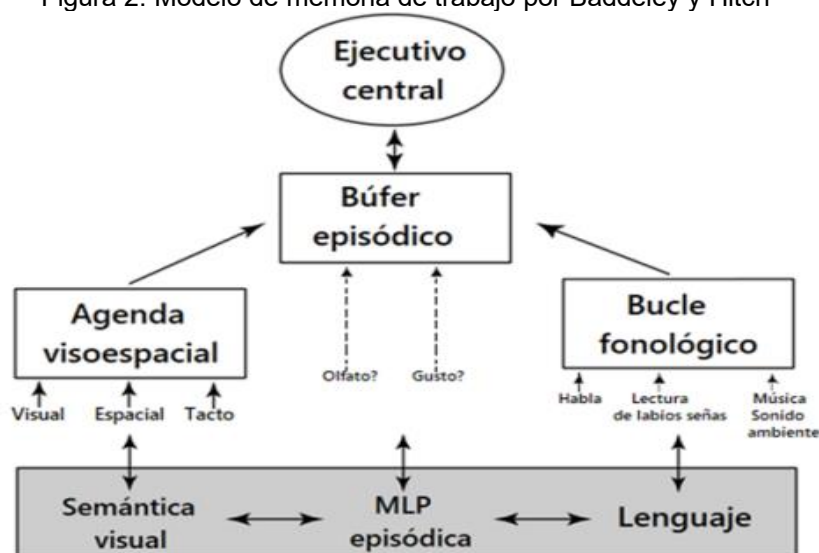 Figura 2. Modelo de memoria de trabajo por Baddeley y Hitch
Ejecutivo
central
Búfer
episódico
Agenda
visoespacial
Bucle
fonológico
Olfato?
Gusto?
Visual
Espacial
Tacto
Habla
Lectura
de labios señas
Música
Sonido
ambiente
Semántica
visual
MLP
episódica
Lenguaje